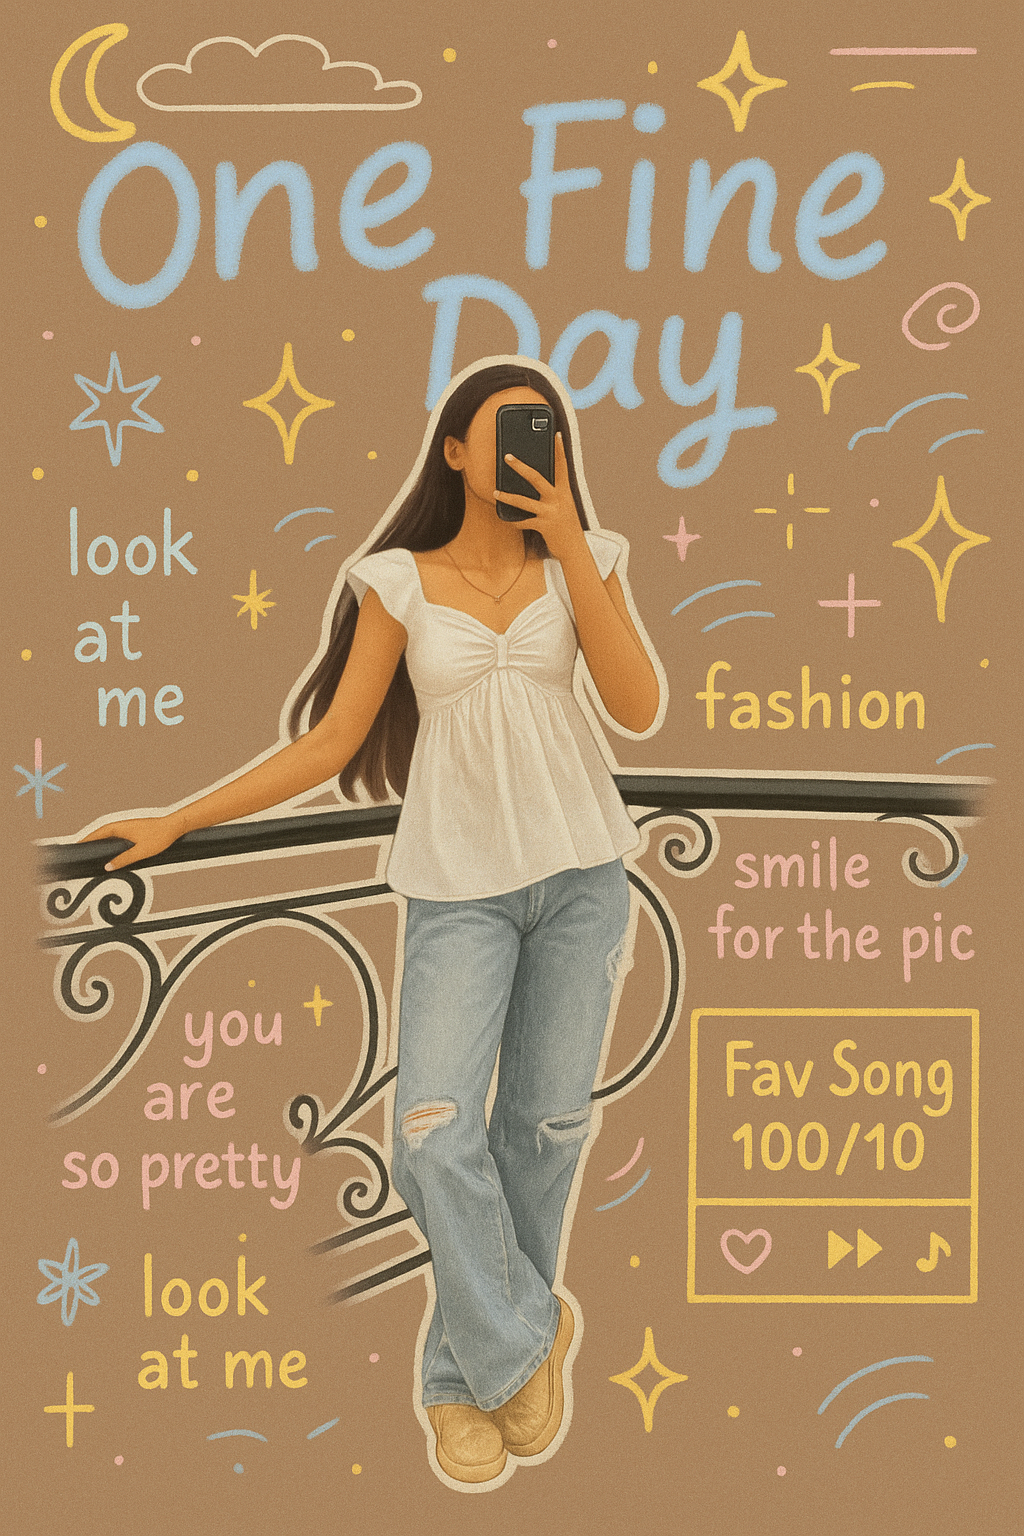 One Fine
Day
look
at
me
fashion
smile
for the pic
you
are
so pretty
Fav Song
100/10
look
at me